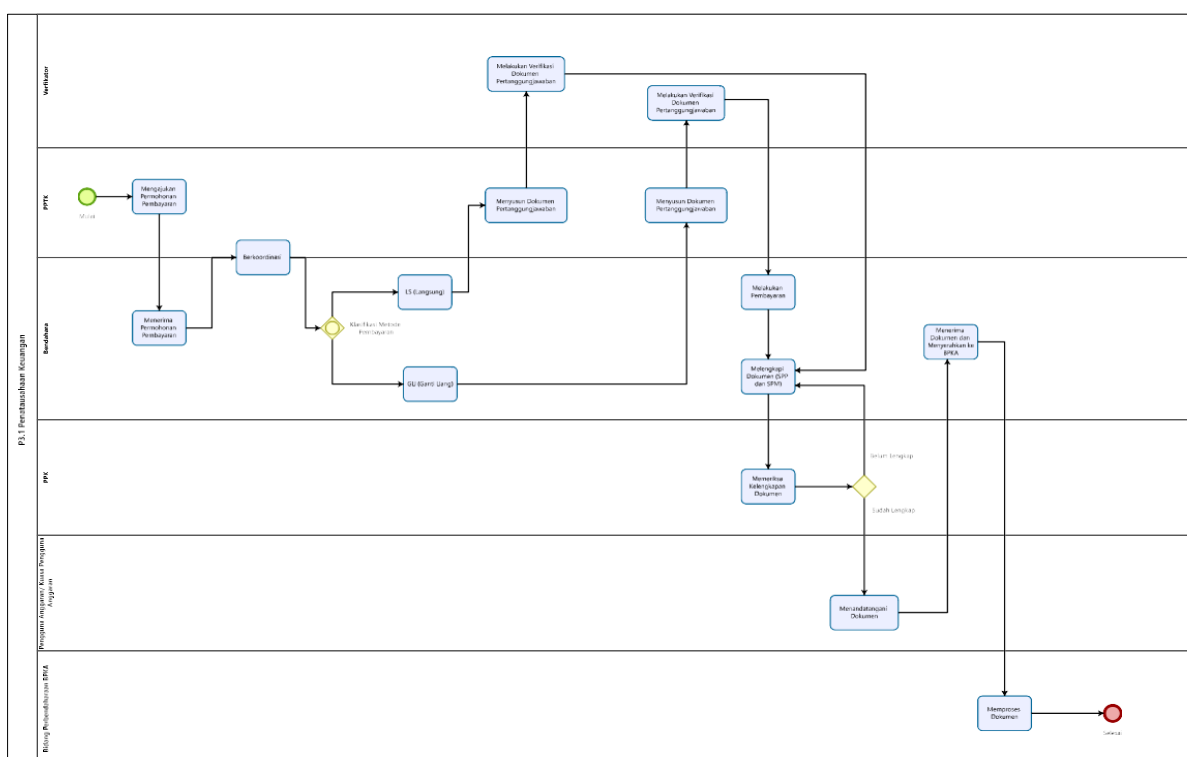 P3.1 Penatausahaan Keuangan
Verifikator
Melakukan Verifikasi
Dokumen
Pertanggungjawaban
Melakukan Verifikasi
Dokumen
Pertanggungjawaban
PPTK
Mulai
Mengajukan
Permohonan
Pembayaran
Menyusun Dokumen
Pertanggungjawaban
Menyusun Dokumen
Pertanggungjawaban
Berkoordinasi
Bendahara
Menerima
Permohonan
Pembayaran
LS (Langsung)
Klasifikasi Metode
Pembayaran
GU (Ganti Uang)
Melakukan
Pembayaran
Melengkapi
Dokumen (SPP
dan SPM)
Menerima
Dokumen dan
Menyerahkan ke
BPKA
PPK
Memeriksa
Kelengkapan
Dokumen
Belum Lengkap
Sudah Lengkap
Pengguna Anggaran/ Kuasa Pengguna
Anggaran
Menandatangani
Dokumen
Bidang Perbendaharaan BPKA
Memproses
Dokumen
Selesai